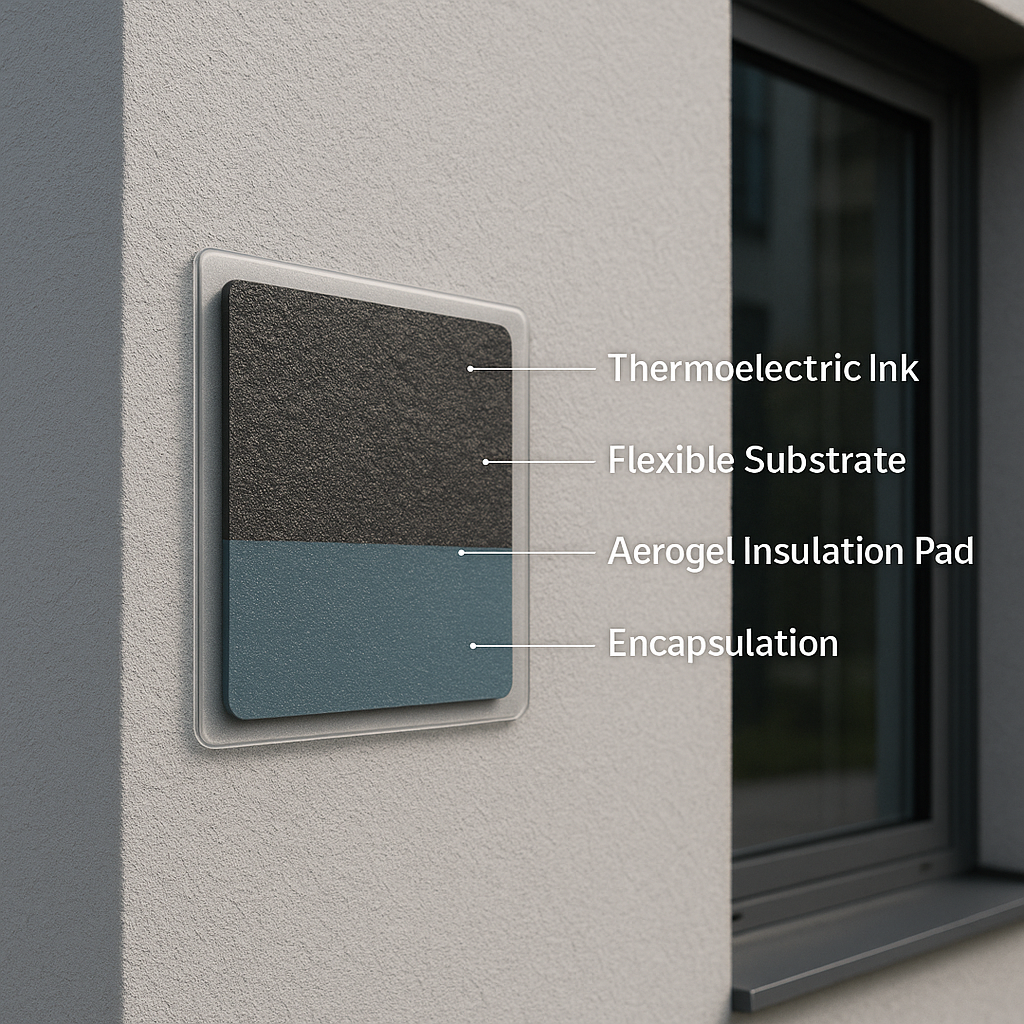 Thermoelectric Ink
Flexible Substrate
Aerogel Insulation Pad
Encapsulation